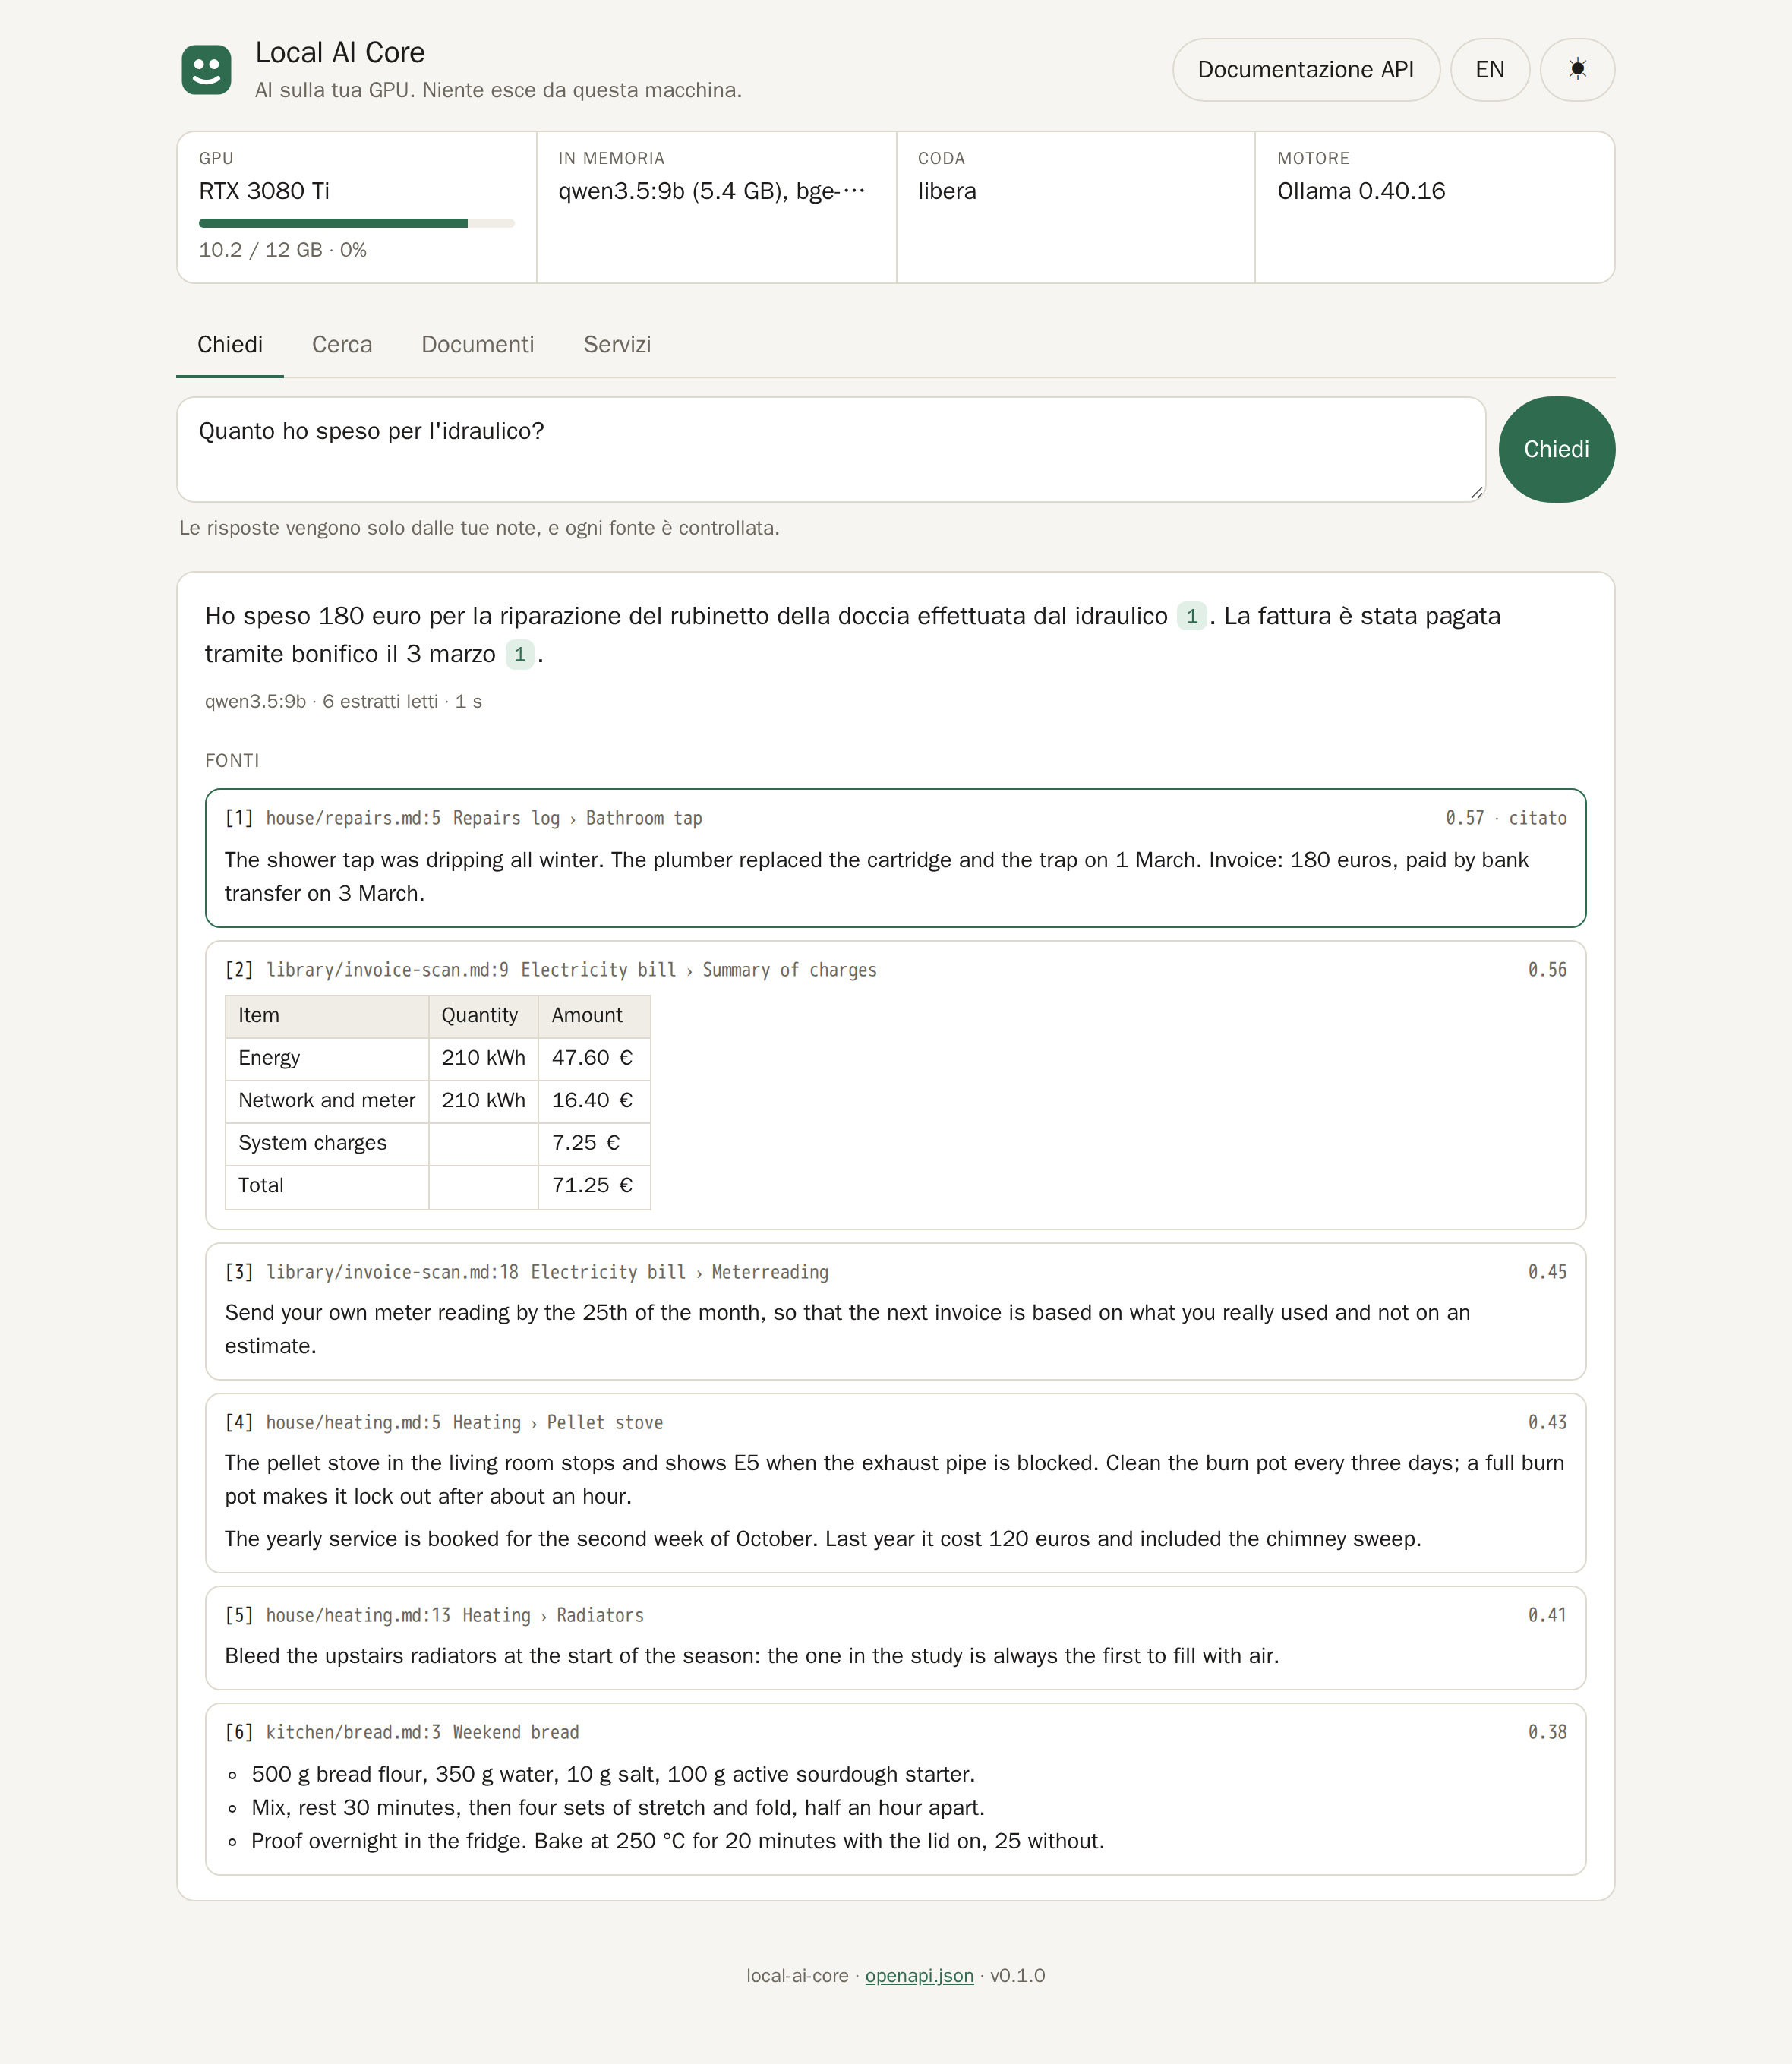 Local AI Core
AI sulla tua GPU. Niente esce da questa macchina.
Documentazione API
EN
GPU
RTX 3080 Ti
10.2 / 12 GB · 0%
IN MEMORIA
qwen3.5:9b (5.4 GB), bge-···
CODA
libera
MOTORE
Ollama 0.40.16
Chiedi Cerca Documenti Servizi
Quanto ho speso per l'idraulico?
Chiedi
Le risposte vengono solo dalle tue note, e ogni fonte è controllata.
Ho speso 180 euro per la riparazione del rubinetto della doccia effettuata dal idraulico 1 . La fattura è stata pagata
tramite bonifico il 3 marzo 1 .
qwen3.5:9b · 6 estratti letti · 1 s
FONTI
[1] house/repairs.md:5 Repairs log › Bathroom tap 0.57 · citato
The shower tap was dripping all winter. The plumber replaced the cartridge and the trap on 1 March. Invoice: 180 euros, paid by bank
transfer on 3 March.
[2] library/invoice-scan.md:9 Electricity bill › Summary of charges 0.56
Item Quantity Amount
Energy 210 kWh 47.60 €
Network and meter 210 kWh 16.40 €
System charges 7.25 €
Total 71.25 €
[3] library/invoice-scan.md:18 Electricity bill › Meterreading 0.45
Send your own meter reading by the 25th of the month, so that the next invoice is based on what you really used and not on an
estimate.
[4] house/heating.md:5 Heating › Pellet stove 0.43
The pellet stove in the living room stops and shows E5 when the exhaust pipe is blocked. Clean the burn pot every three days; a full burn
pot makes it lock out after about an hour.
The yearly service is booked for the second week of October. Last year it cost 120 euros and included the chimney sweep.
[5] house/heating.md:13 Heating › Radiators 0.41
Bleed the upstairs radiators at the start of the season: the one in the study is always the first to fill with air.
[6] kitchen/bread.md:3 Weekend bread 0.38
500 g bread flour, 350 g water, 10 g salt, 100 g active sourdough starter.
Mix, rest 30 minutes, then four sets of stretch and fold, half an hour apart.
Proof overnight in the fridge. Bake at 250 °C for 20 minutes with the lid on, 25 without.
local-ai-core · openapi.json · v0.1.0